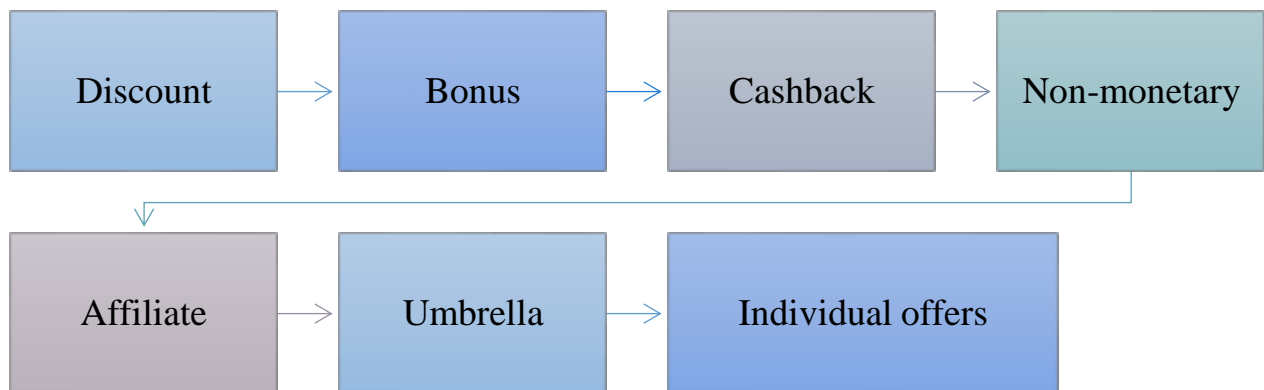 Discount
Bonus
Cashback
Non-monetary
Affiliate
Umbrella
Individual offers